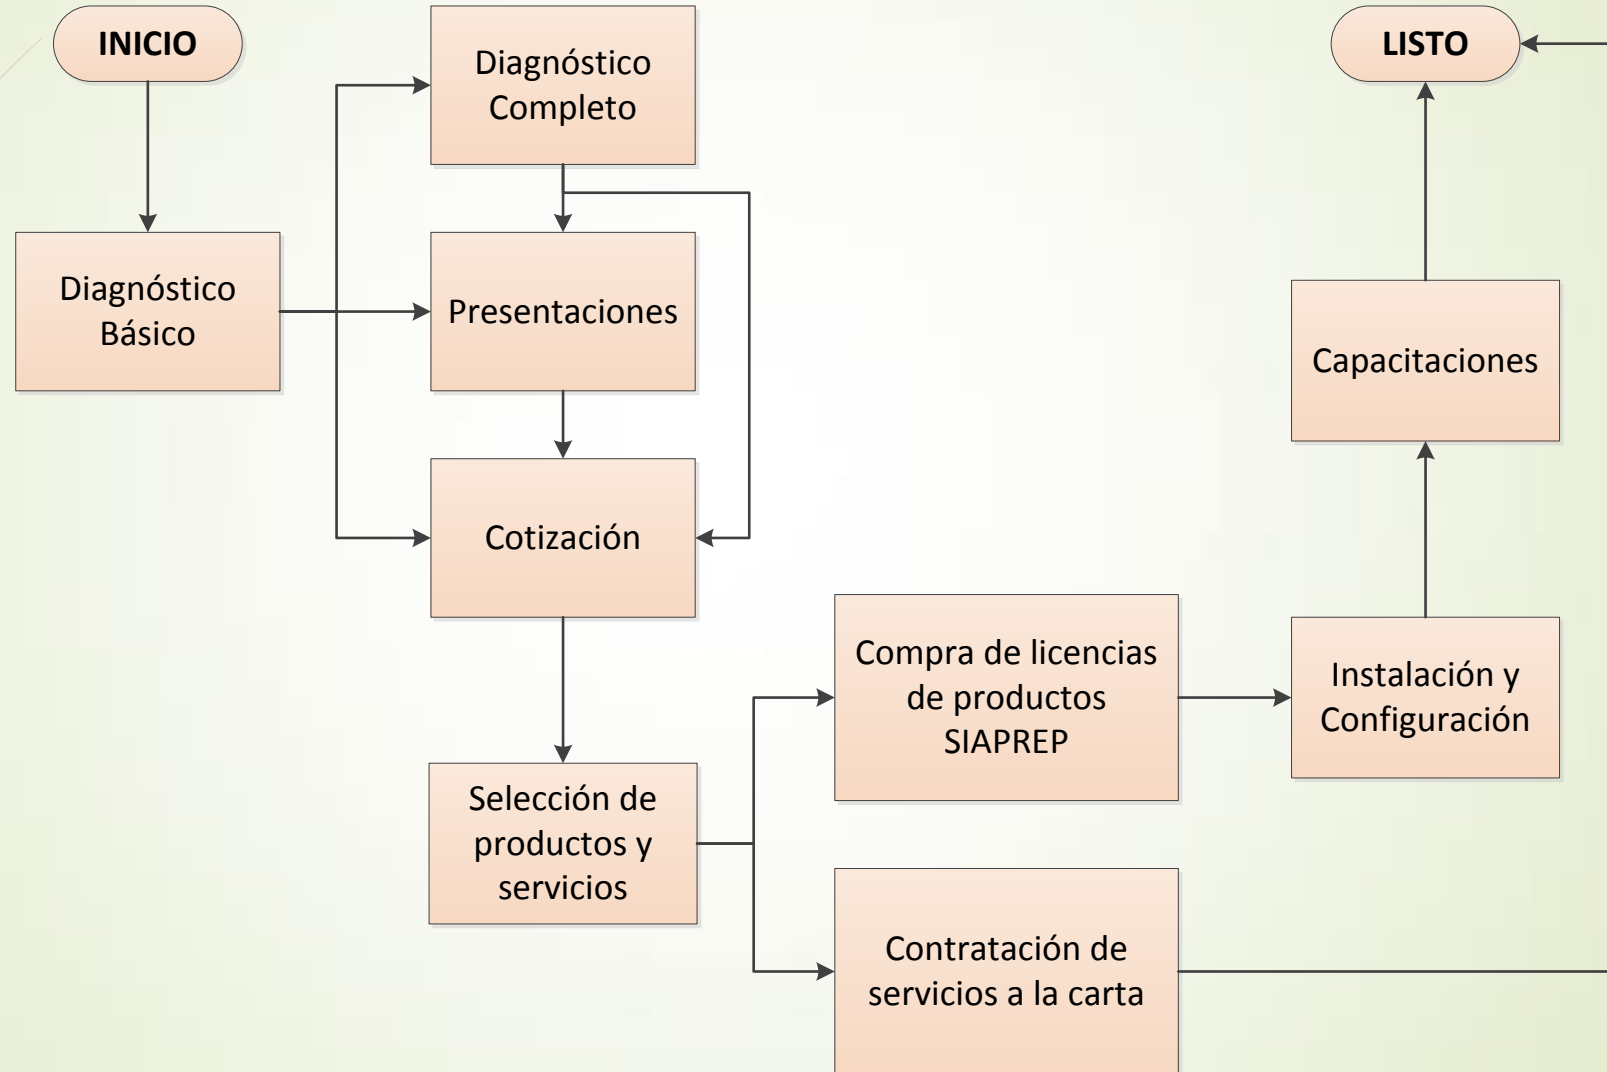 INICIO
Diagnóstico
Completo
LISTO
Diagnóstico
Básico
Presentaciones
Capacitaciones
Cotización
Compra de licencias
de productos
SIAPREP
Instalación y
Configuración
Selección de
productos y
servicios
Contratación de
servicios a la carta